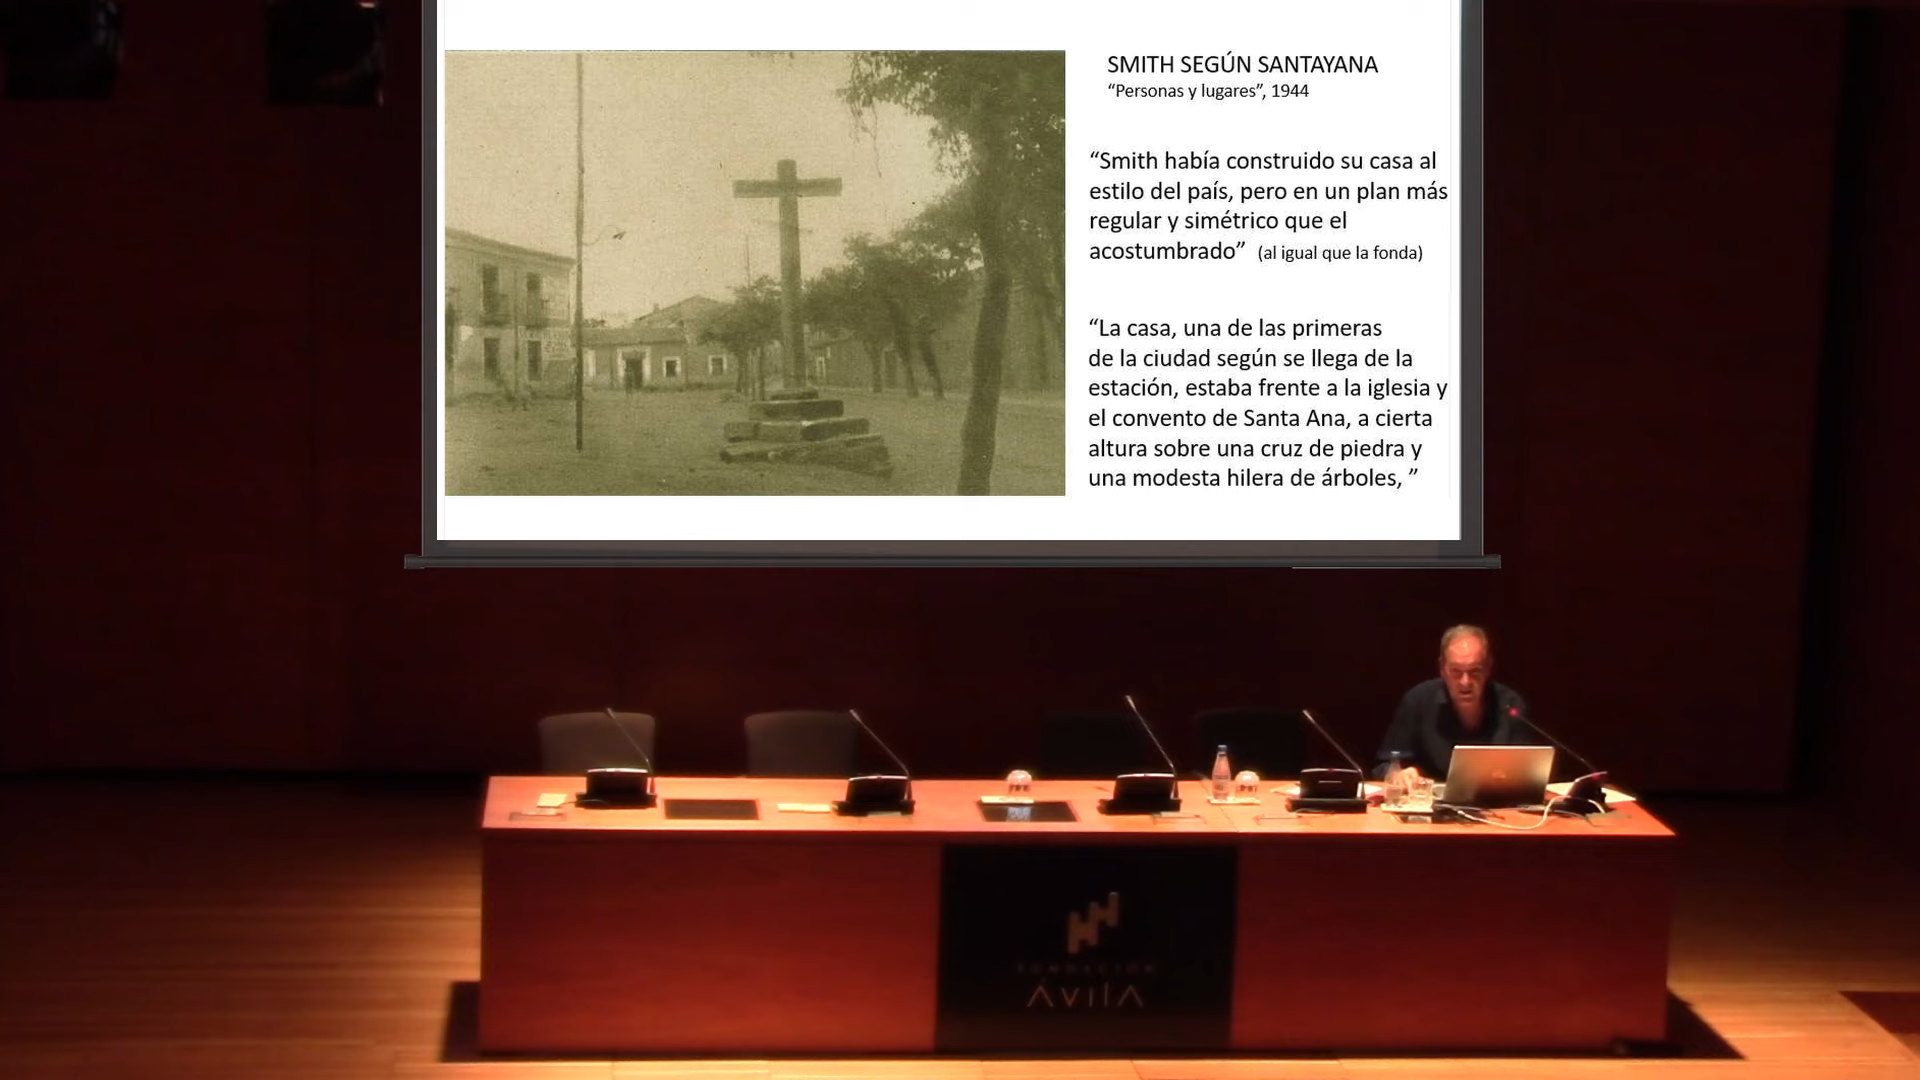 SMITH SEGÚN SANTAYANA
“Personas y lugares”, 1944
“Smith había construido su casa al
estilo del país, pero en un plan más
regular y simétrico que el
acostumbrado” (al igual que la fonda)
“La casa, una de las primeras
de la ciudad según se llega de la
estación, estaba frente a la iglesia y
el convento de Santa Ana, a cierta
altura sobre una cruz de piedra y
una modesta hilera de árboles, ”
FUNDACIÓN
ÁVILA